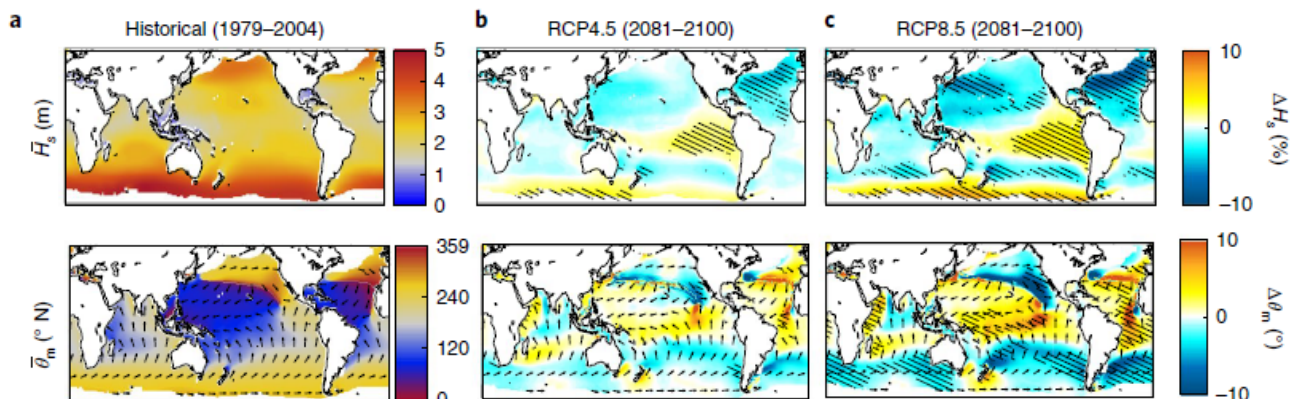 a
Historical (1979–2004)
b
RCP4.5 (2081–2100)
c
RCP8.5 (2081–2100)
H̅s (m)
5
4
3
2
1
0
10
0
−10
ΔHs (%)
θ̅m (° N)
359
240
120
0
10
0
−10
Δθm (°)